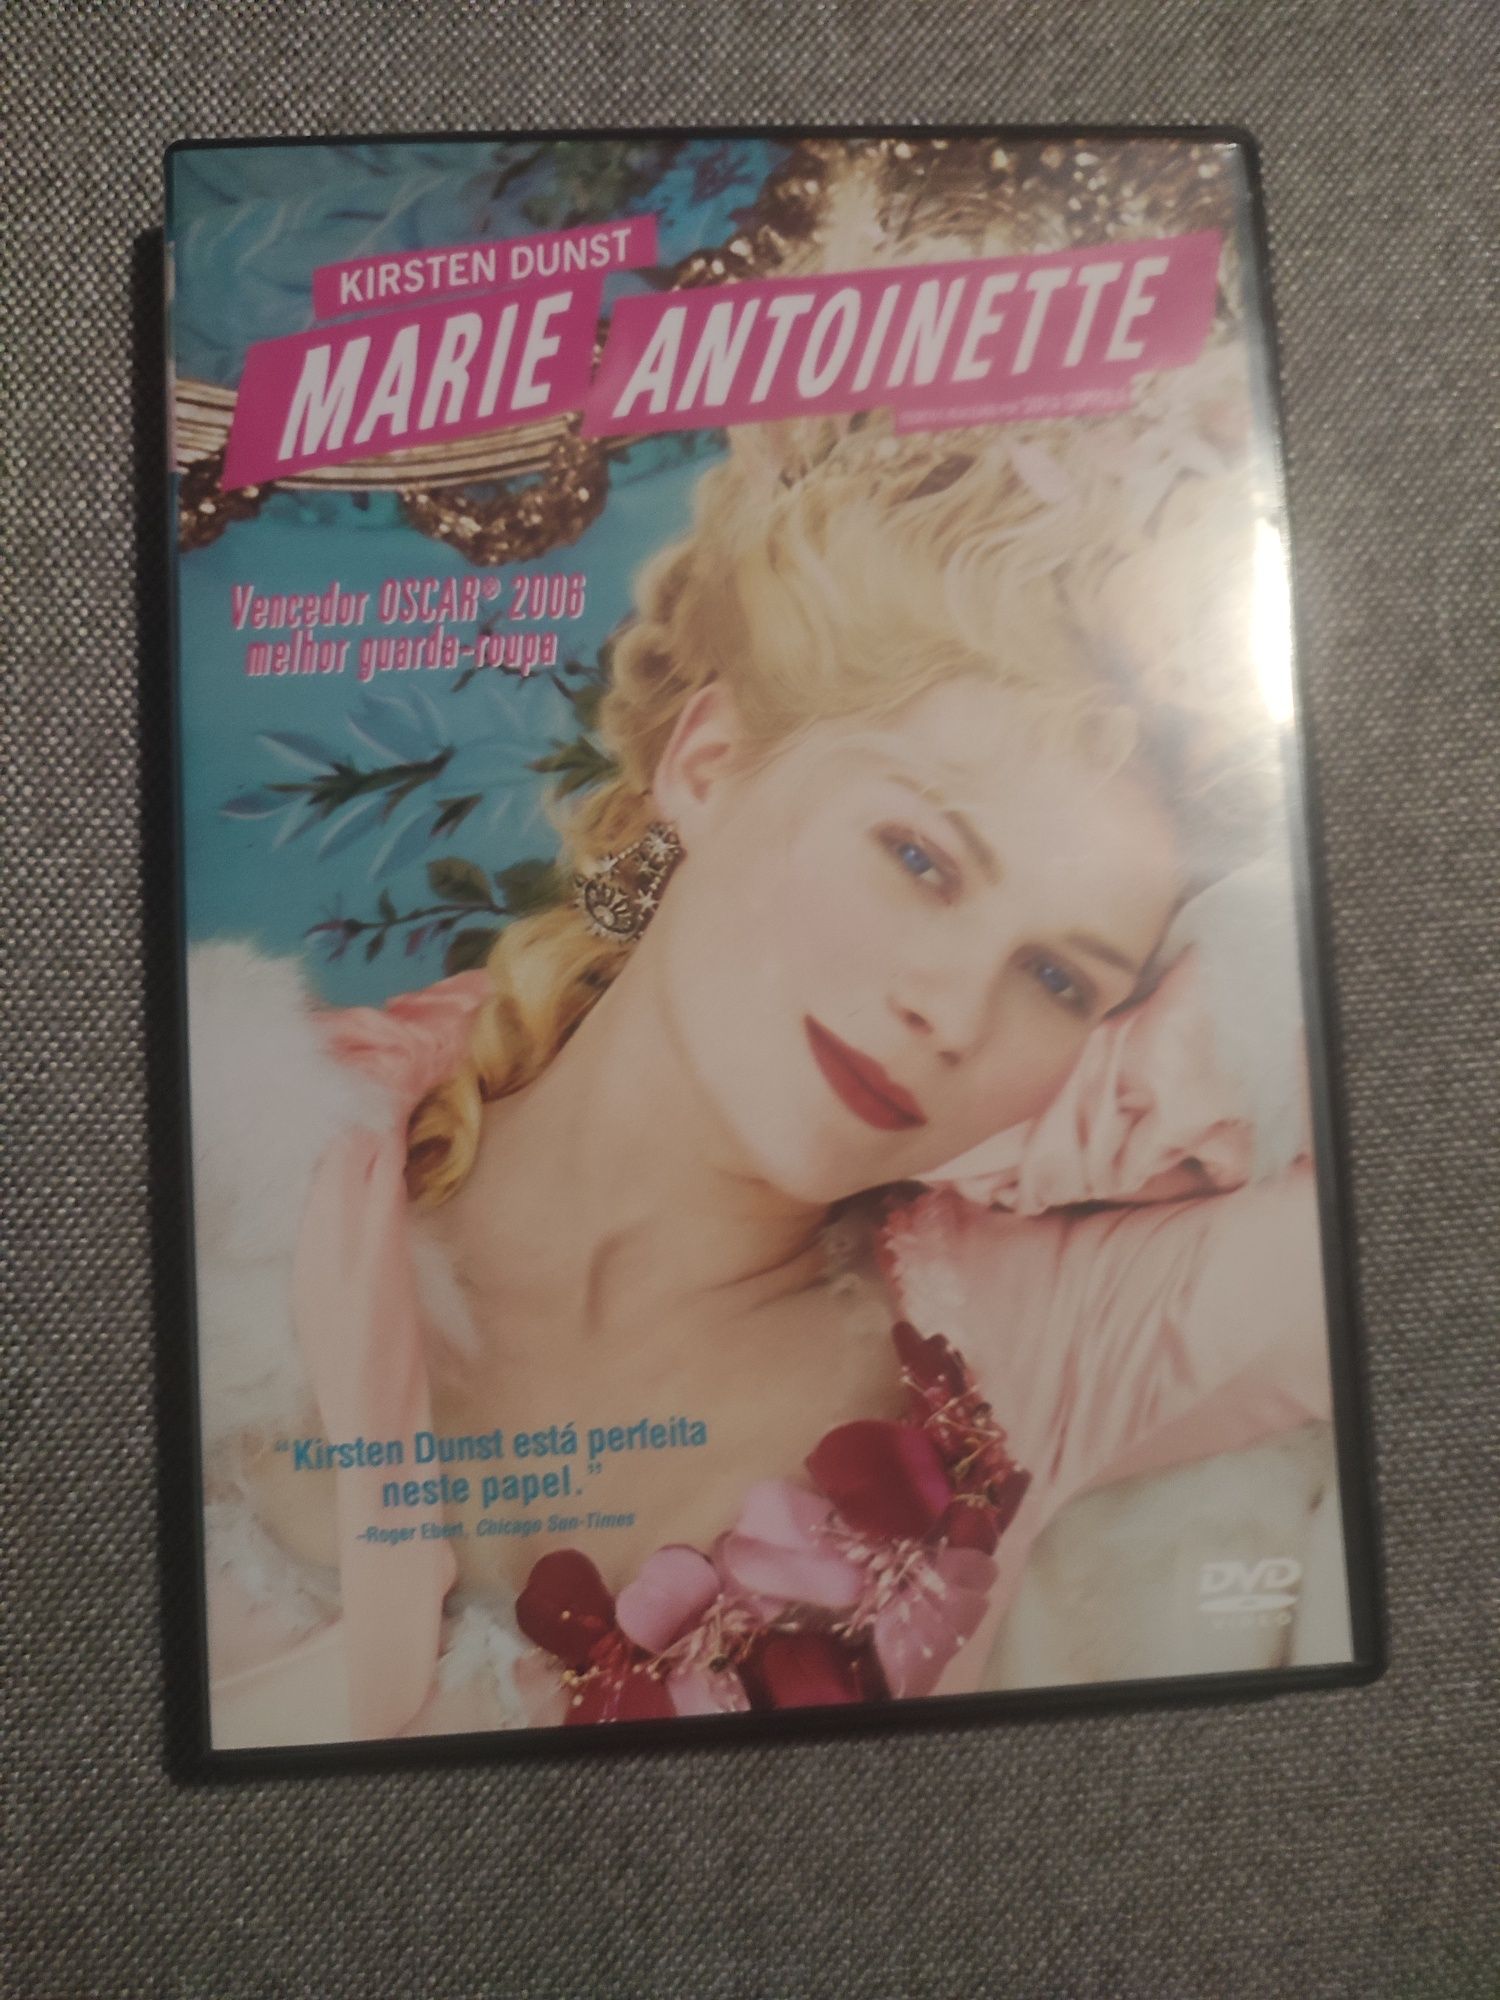 KIRSTEN DUNST
MARIE ANTOINETTE
Vencedor OSCAR® 2006
melhor guarda-roupa
“Kirsten Dunst está perfeita
neste papel.”
–Roger Ebert, Chicago Sun-Times
DVD
VIDEO